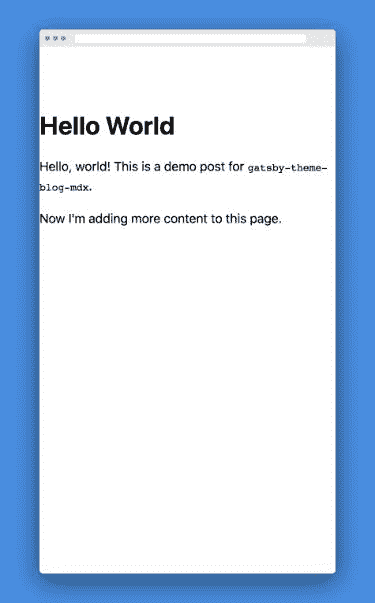 Hello World
Hello, world! This is a demo post for gatsby-theme-
blog-mdx.
Now I'm adding more content to this page.